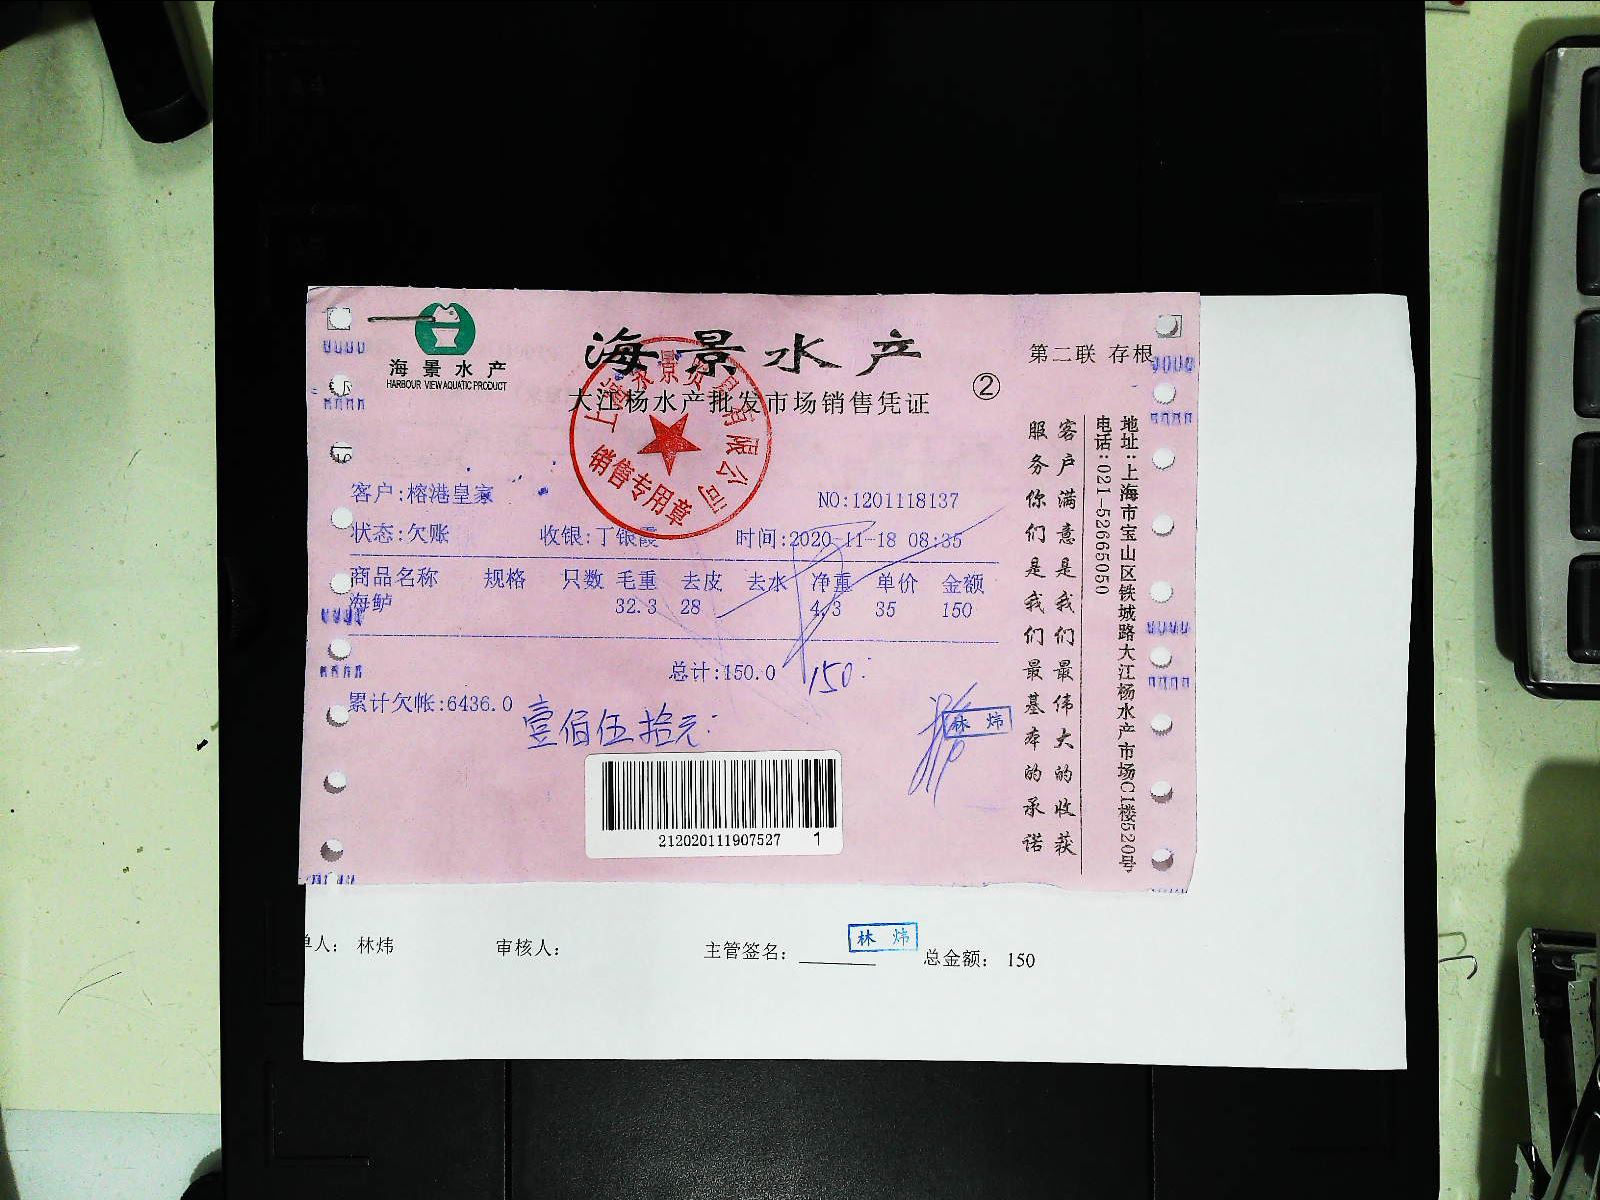 海景水产
HARBOUR VIEW AQUATIC PRODUCT
海景水产
大江杨水产批发市场销售凭证
②
第二联 存根
销售专用章
客户:榕港皇家
NO:1201118137
状态:欠账 收银:丁银霞 时间:2020-11-18 08:35
商品名称 规格 只数 毛重 去皮 去水 净重 单价 金额
海鲈 32.3 28 4.3 35 150
总计:150.0
150
累计欠帐:6436.0
壹佰伍拾元
林炜
212020111907527 1
客户满意是我们最伟大的收获
服务你们是我们最基本的承诺
地址:上海市宝山区铁城路大江杨水产市场C1楼520号
电话:021-52665050
单人: 林炜 审核人: 主管签名: 林炜 总金额: 150